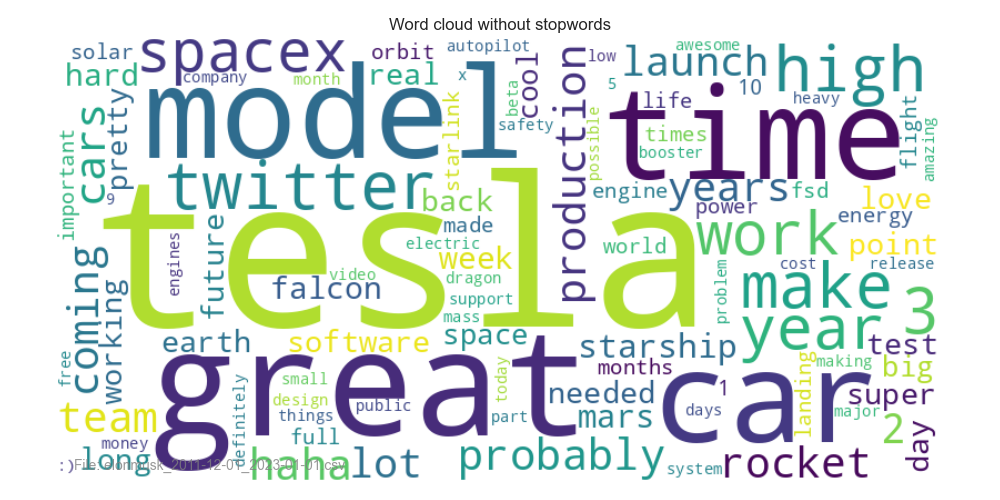 Word cloud without stopwords
solar
spacex
orbit
autopilot
awesome
low
launch
high
hard
company
month
real
x
cool
5
10
heavy
model
beta
production
time
life
cars
pretty
starlink
safety
possible
times
booster
flight
amazing
important
9
twitter
back
engine
years
fsd
love
made
power
energy
tesla
electric
week
world
work
point
coming
engines
future
video
falcon
dragon
support
mass
problem
cost
release
make
3
working
earth
software
space
starship
year
test
free
great
small
today
months
needed
car
landing
making
big
super
team
definitely
design
things
public
part
mars
days
1
major
2
day
money
full
:)
long
haha
lot
probably
system
rocket
File: elonmusk_2011-12-01_2023-01-01.csv